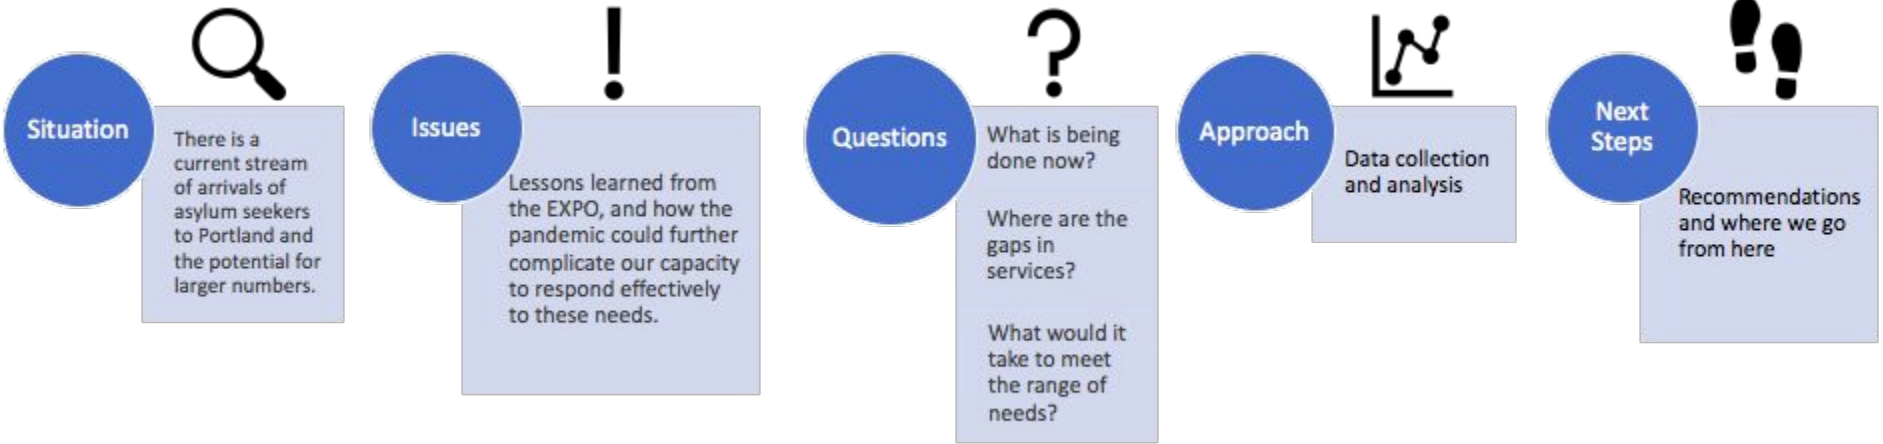 Situation
There is a
current stream
of arrivals of
asylum seekers
to Portland and
the potential for
larger numbers.
Issues
Lessons learned from
the EXPO, and how the
pandemic could further
complicate our capacity
to respond effectively
to these needs.
Questions
What is being
done now?
Where are the
gaps in
services?
What would it
take to meet
the range of
needs?
Approach
Data collection
and analysis
Next
Steps
Recommendations
and where we go
from here